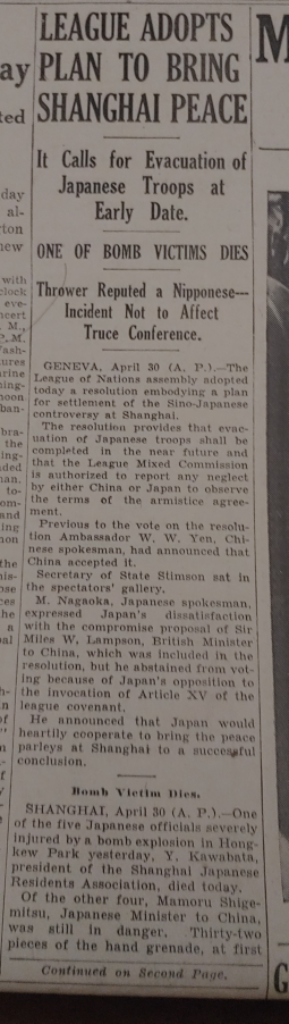 LEAGUE ADOPTS
PLAN TO BRING
SHANGHAI PEACE
It Calls for Evacuation of
Japanese Troops at
Early Date.
ONE OF BOMB VICTIMS DIES
Thrower Reputed a Nipponese—
Incident Not to Affect
Truce Conference.
GENEVA, April 30 (A. P.).—The
League of Nations assembly adopted
today a resolution embodying a plan
for settlement of the Sino-Japanese
controversy at Shanghai.
The resolution provides that evac-
uation of Japanese troops shall be
completed in the near future and
that the League Mixed Commission
is authorized to report any neglect
by either China or Japan to observe
the terms of the armistice agree-
ment.
Previous to the vote on the resolu-
tion Ambassador W. W. Yen, Chi-
nese spokesman, had announced that
China accepted it.
Secretary of State Stimson sat in
the spectators' gallery.
M. Nagaoka, Japanese spokesman,
expressed Japan's dissatisfaction
with the compromise proposal of Sir
Miles W. Lampson, British Minister
to China, which was included in the
resolution, but he abstained from vot-
ing because of Japan's opposition to
the invocation of Article XV of the
league covenant.
He announced that Japan would
heartily cooperate to bring the peace
parleys at Shanghai to a successful
conclusion.
Bomb Victim Dies.
SHANGHAI, April 30 (A. P.).—One
of the five Japanese officials severely
injured by a bomb explosion in Hong-
kew Park yesterday, Y. Kawabata,
president of the Shanghai Japanese
Residents Association, died today.
Of the other four, Mamoru Shige-
mitsu, Japanese Minister to China,
was still in danger. Thirty-two
pieces of the hand grenade, at first
Continued on Second Page.